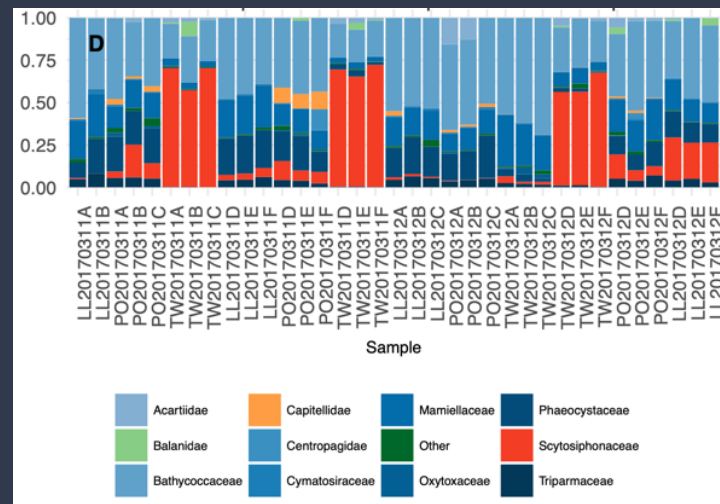 D
1.00
0.75
0.50
0.25
0.00
LL20170311A
LL20170311B
PO20170311A
PO20170311B
PO20170311C
TW20170311A
TW20170311B
TW20170311C
LL20170311D
LL20170311E
LL20170311F
PO20170311D
PO20170311E
PO20170311F
TW20170311D
TW20170311E
TW20170311F
LL20170312A
LL20170312B
LL20170312C
PO20170312A
PO20170312B
PO20170312C
TW20170312A
TW20170312B
TW20170312C
TW20170312D
TW20170312E
TW20170312F
PO20170312D
PO20170312E
PO20170312F
LL20170312D
LL20170312E
LL20170312F
Sample
Acartiidae Capitellidae Mamiellaceae Phaeocystaceae
Balanidae Centropagidae Other Scytosiphonaceae
Bathycoccaceae Cymatosiraceae Oxytoxaceae Triparmaceae